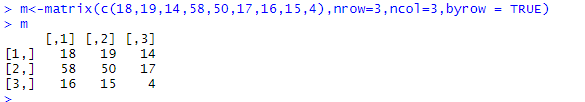 > m<-matrix(c(18,19,14,58,50,17,16,15,4),nrow=3,ncol=3,byrow = TRUE)
> m
     [,1] [,2] [,3]
[1,]   18   19   14
[2,]   58   50   17
[3,]   16   15    4
>